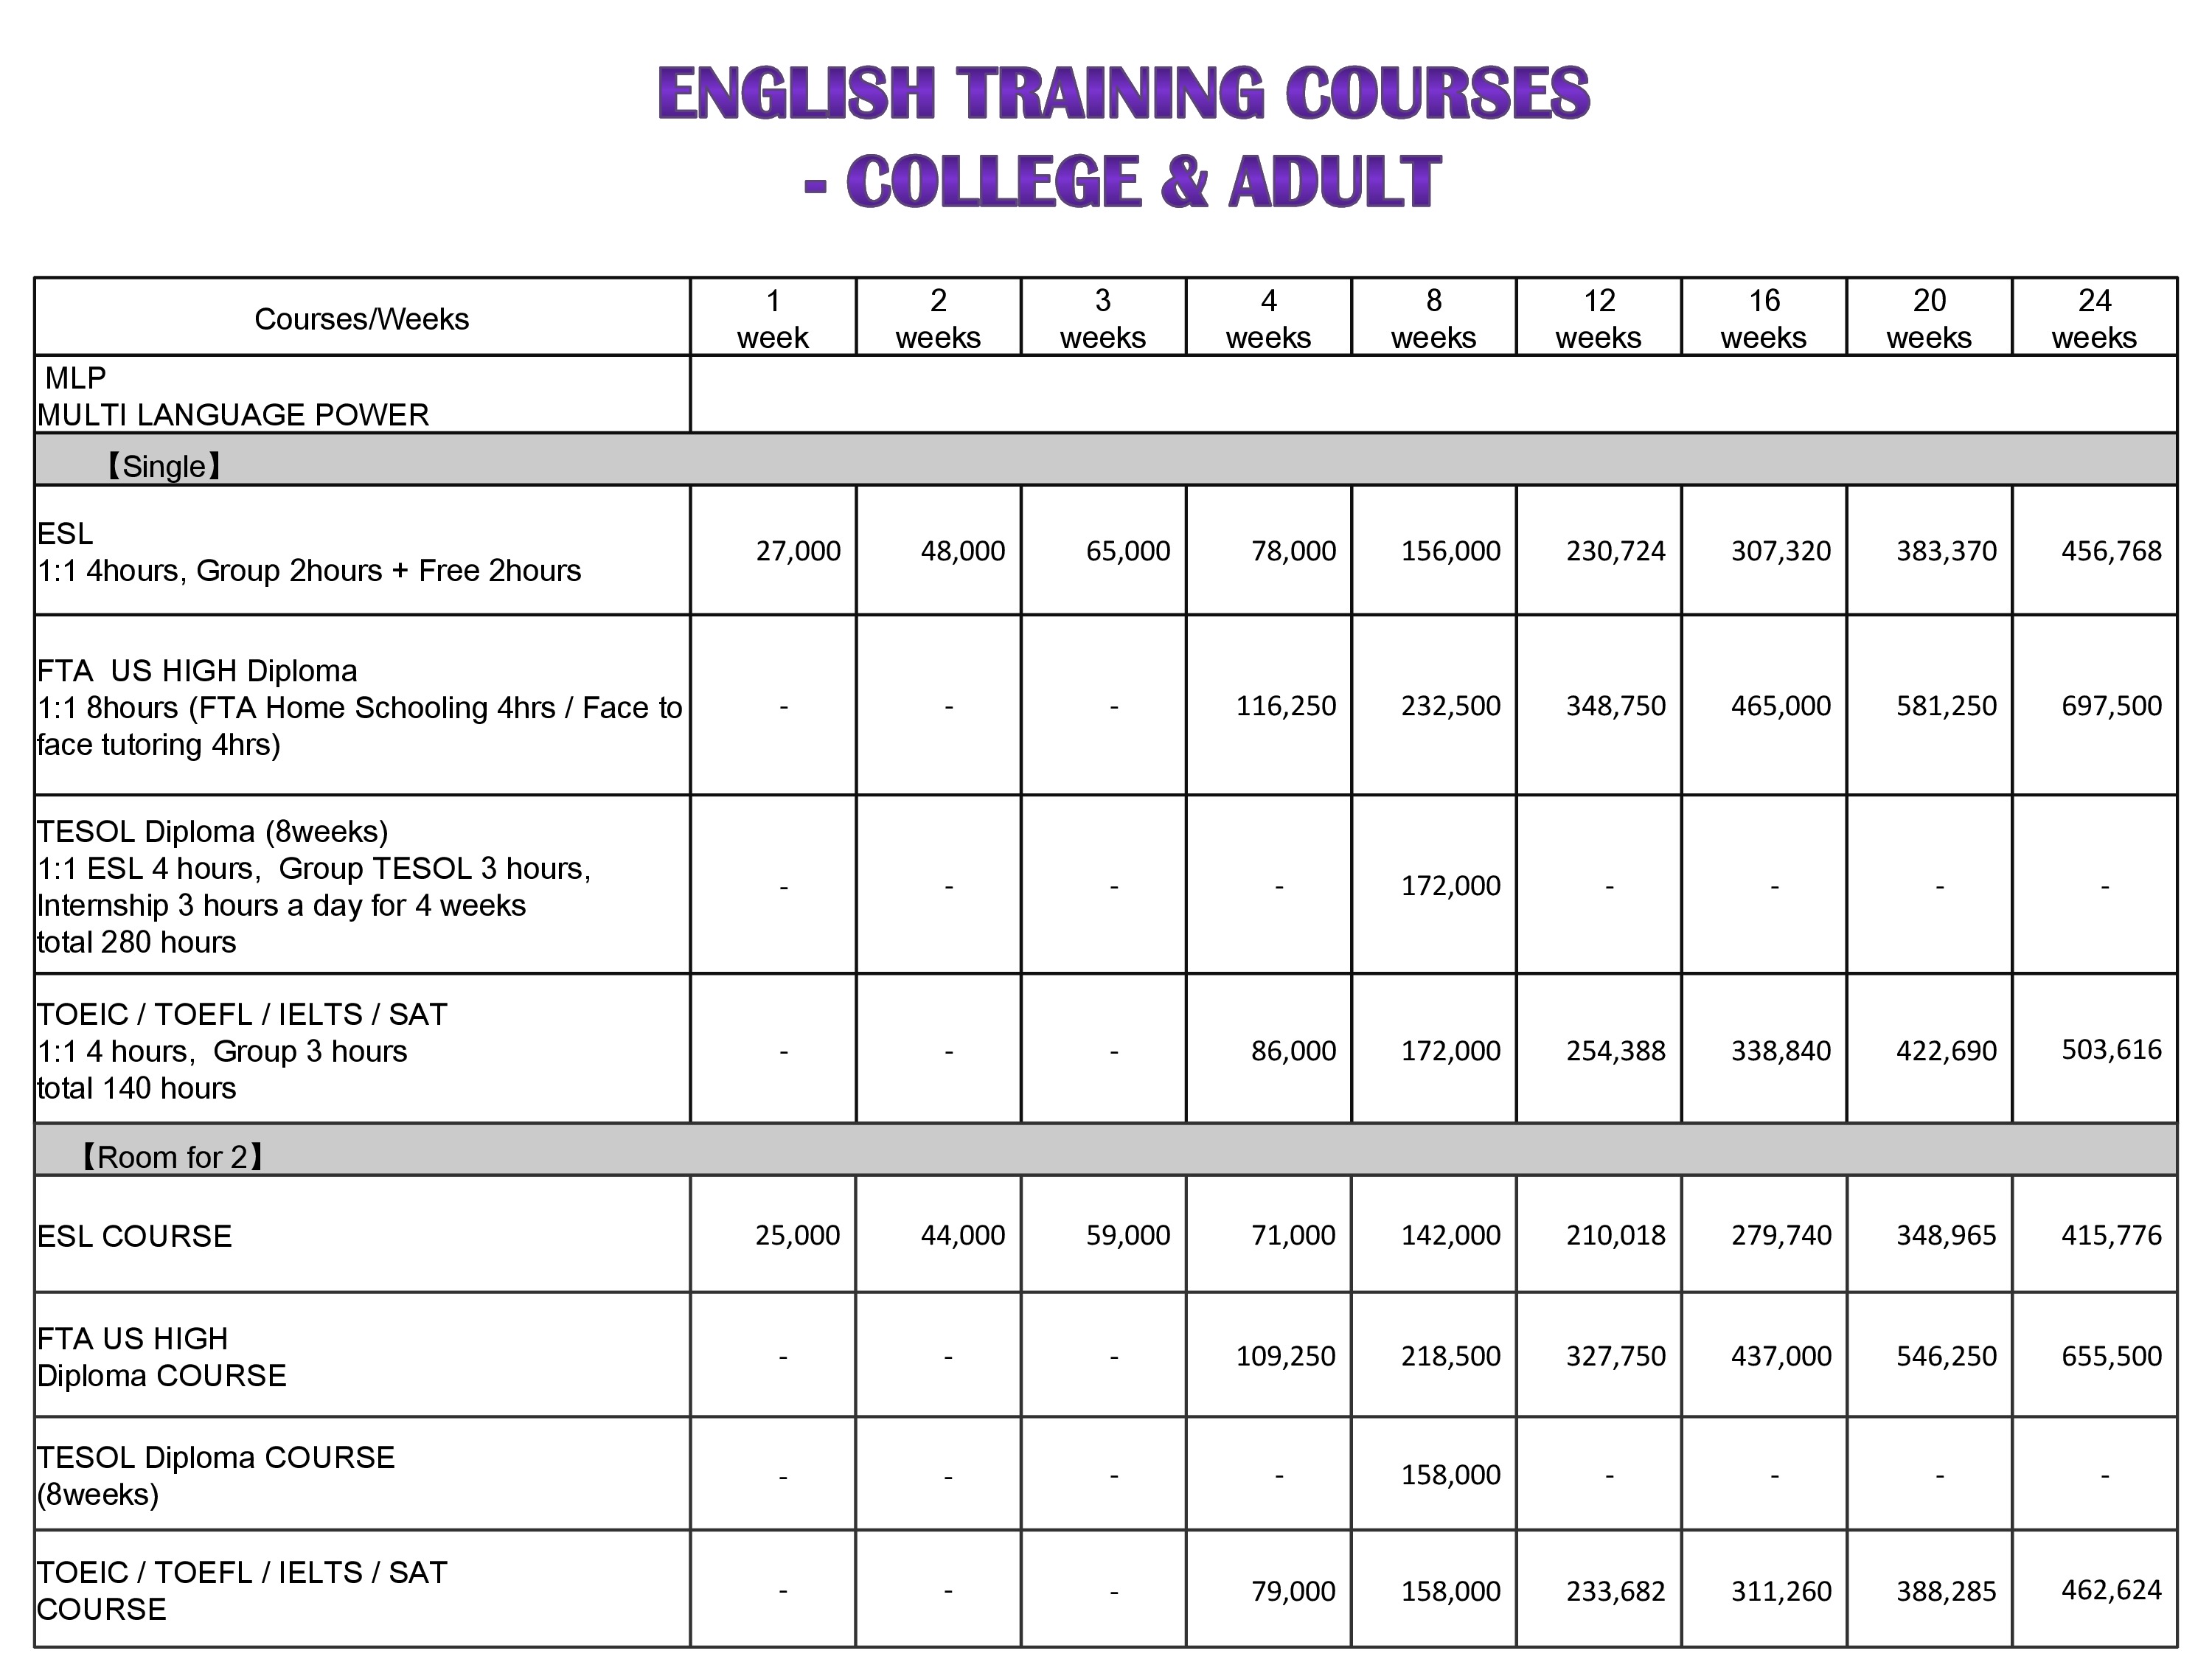 ENGLISH TRAINING COURSES
- COLLEGE & ADULT
Courses/Weeks 1 week 2 weeks 3 weeks 4 weeks 8 weeks 12 weeks 16 weeks 20 weeks 24 weeks
MLP
MULTI LANGUAGE POWER
【Single】
ESL
1:1 4hours, Group 2hours + Free 2hours
27,000 48,000 65,000 78,000 156,000 230,724 307,320 383,370 456,768
FTA US HIGH Diploma
1:1 8hours (FTA Home Schooling 4hrs / Face to
face tutoring 4hrs)
- - - 116,250 232,500 348,750 465,000 581,250 697,500
TESOL Diploma (8weeks)
1:1 ESL 4 hours, Group TESOL 3 hours,
Internship 3 hours a day for 4 weeks
total 280 hours
- - - - 172,000 - - - -
TOEIC / TOEFL / IELTS / SAT
1:1 4 hours, Group 3 hours
total 140 hours
- - - 86,000 172,000 254,388 338,840 422,690 503,616
【Room for 2】
ESL COURSE 25,000 44,000 59,000 71,000 142,000 210,018 279,740 348,965 415,776
FTA US HIGH
Diploma COURSE
- - - 109,250 218,500 327,750 437,000 546,250 655,500
TESOL Diploma COURSE
(8weeks)
- - - - 158,000 - - - -
TOEIC / TOEFL / IELTS / SAT
COURSE
- - - 79,000 158,000 233,682 311,260 388,285 462,624